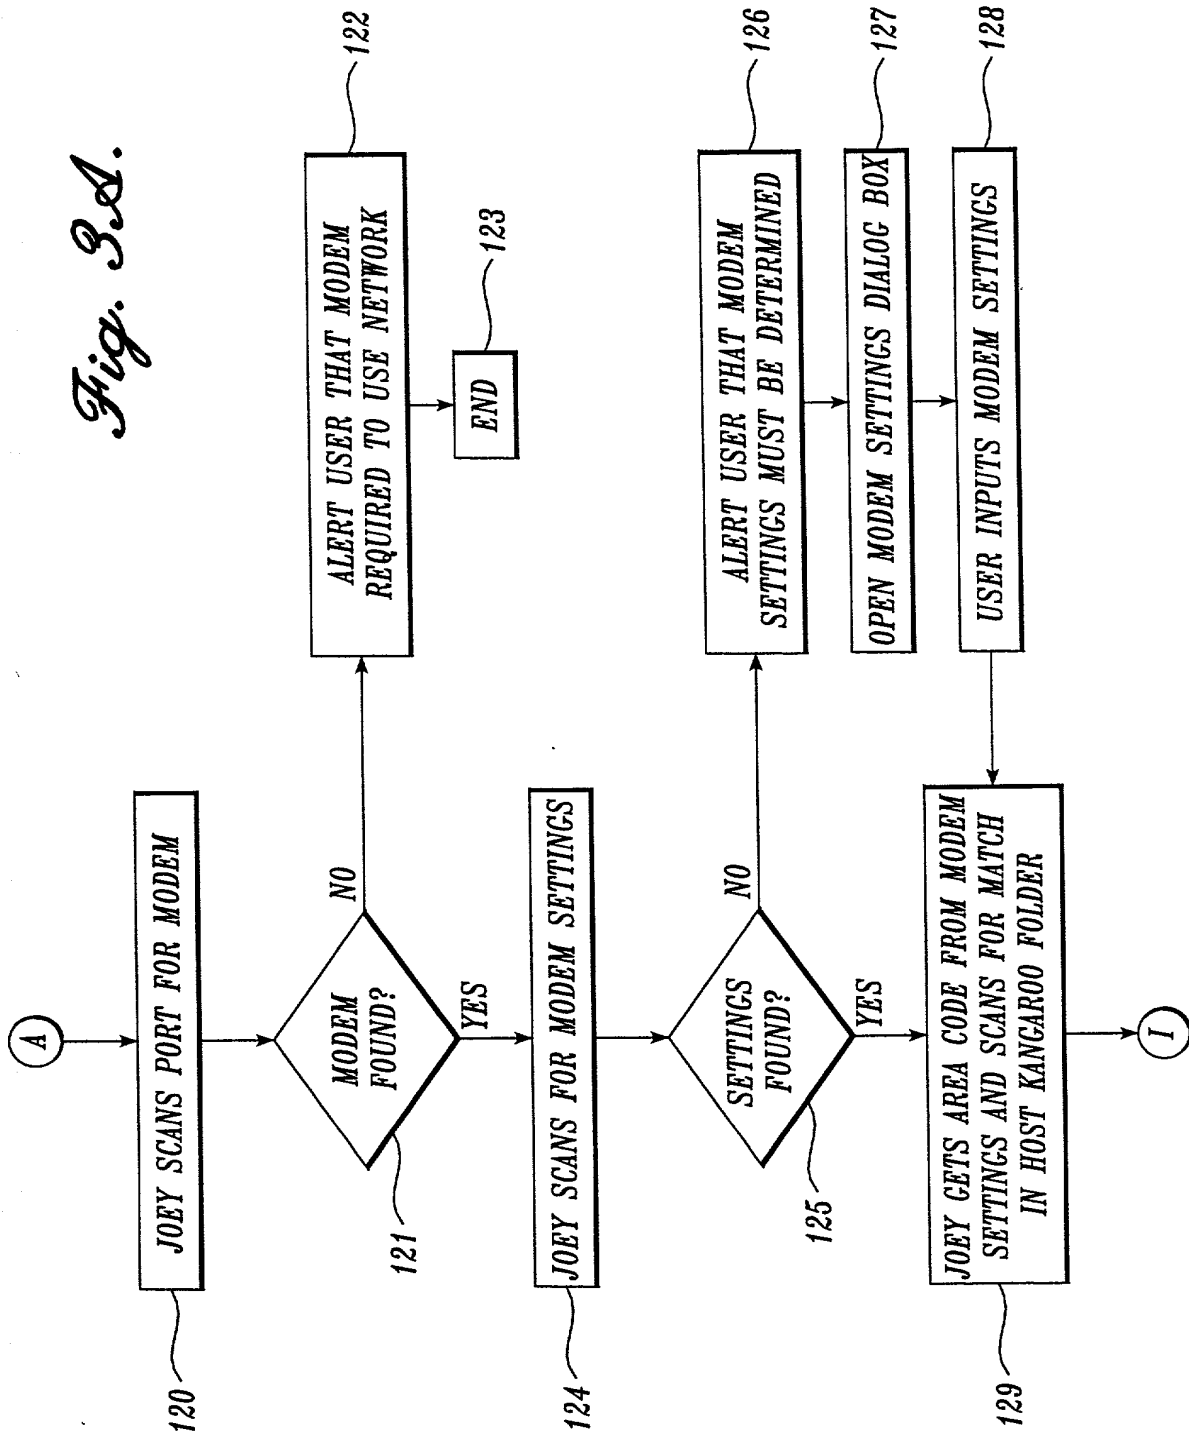 Fig. 3A.
A
JOEY SCANS PORT FOR MODEM
120
MODEM
FOUND?
121
NO
YES
ALERT USER THAT MODEM
REQUIRED TO USE NETWORK
122
END
123
JOEY SCANS FOR MODEM SETTINGS
124
SETTINGS
FOUND?
125
NO
YES
ALERT USER THAT MODEM
SETTINGS MUST BE DETERMINED
126
OPEN MODEM SETTINGS DIALOG BOX
127
USER INPUTS MODEM SETTINGS
128
JOEY GETS AREA CODE FROM MODEM
SETTINGS AND SCANS FOR MATCH
IN HOST KANGAROO FOLDER
129
I